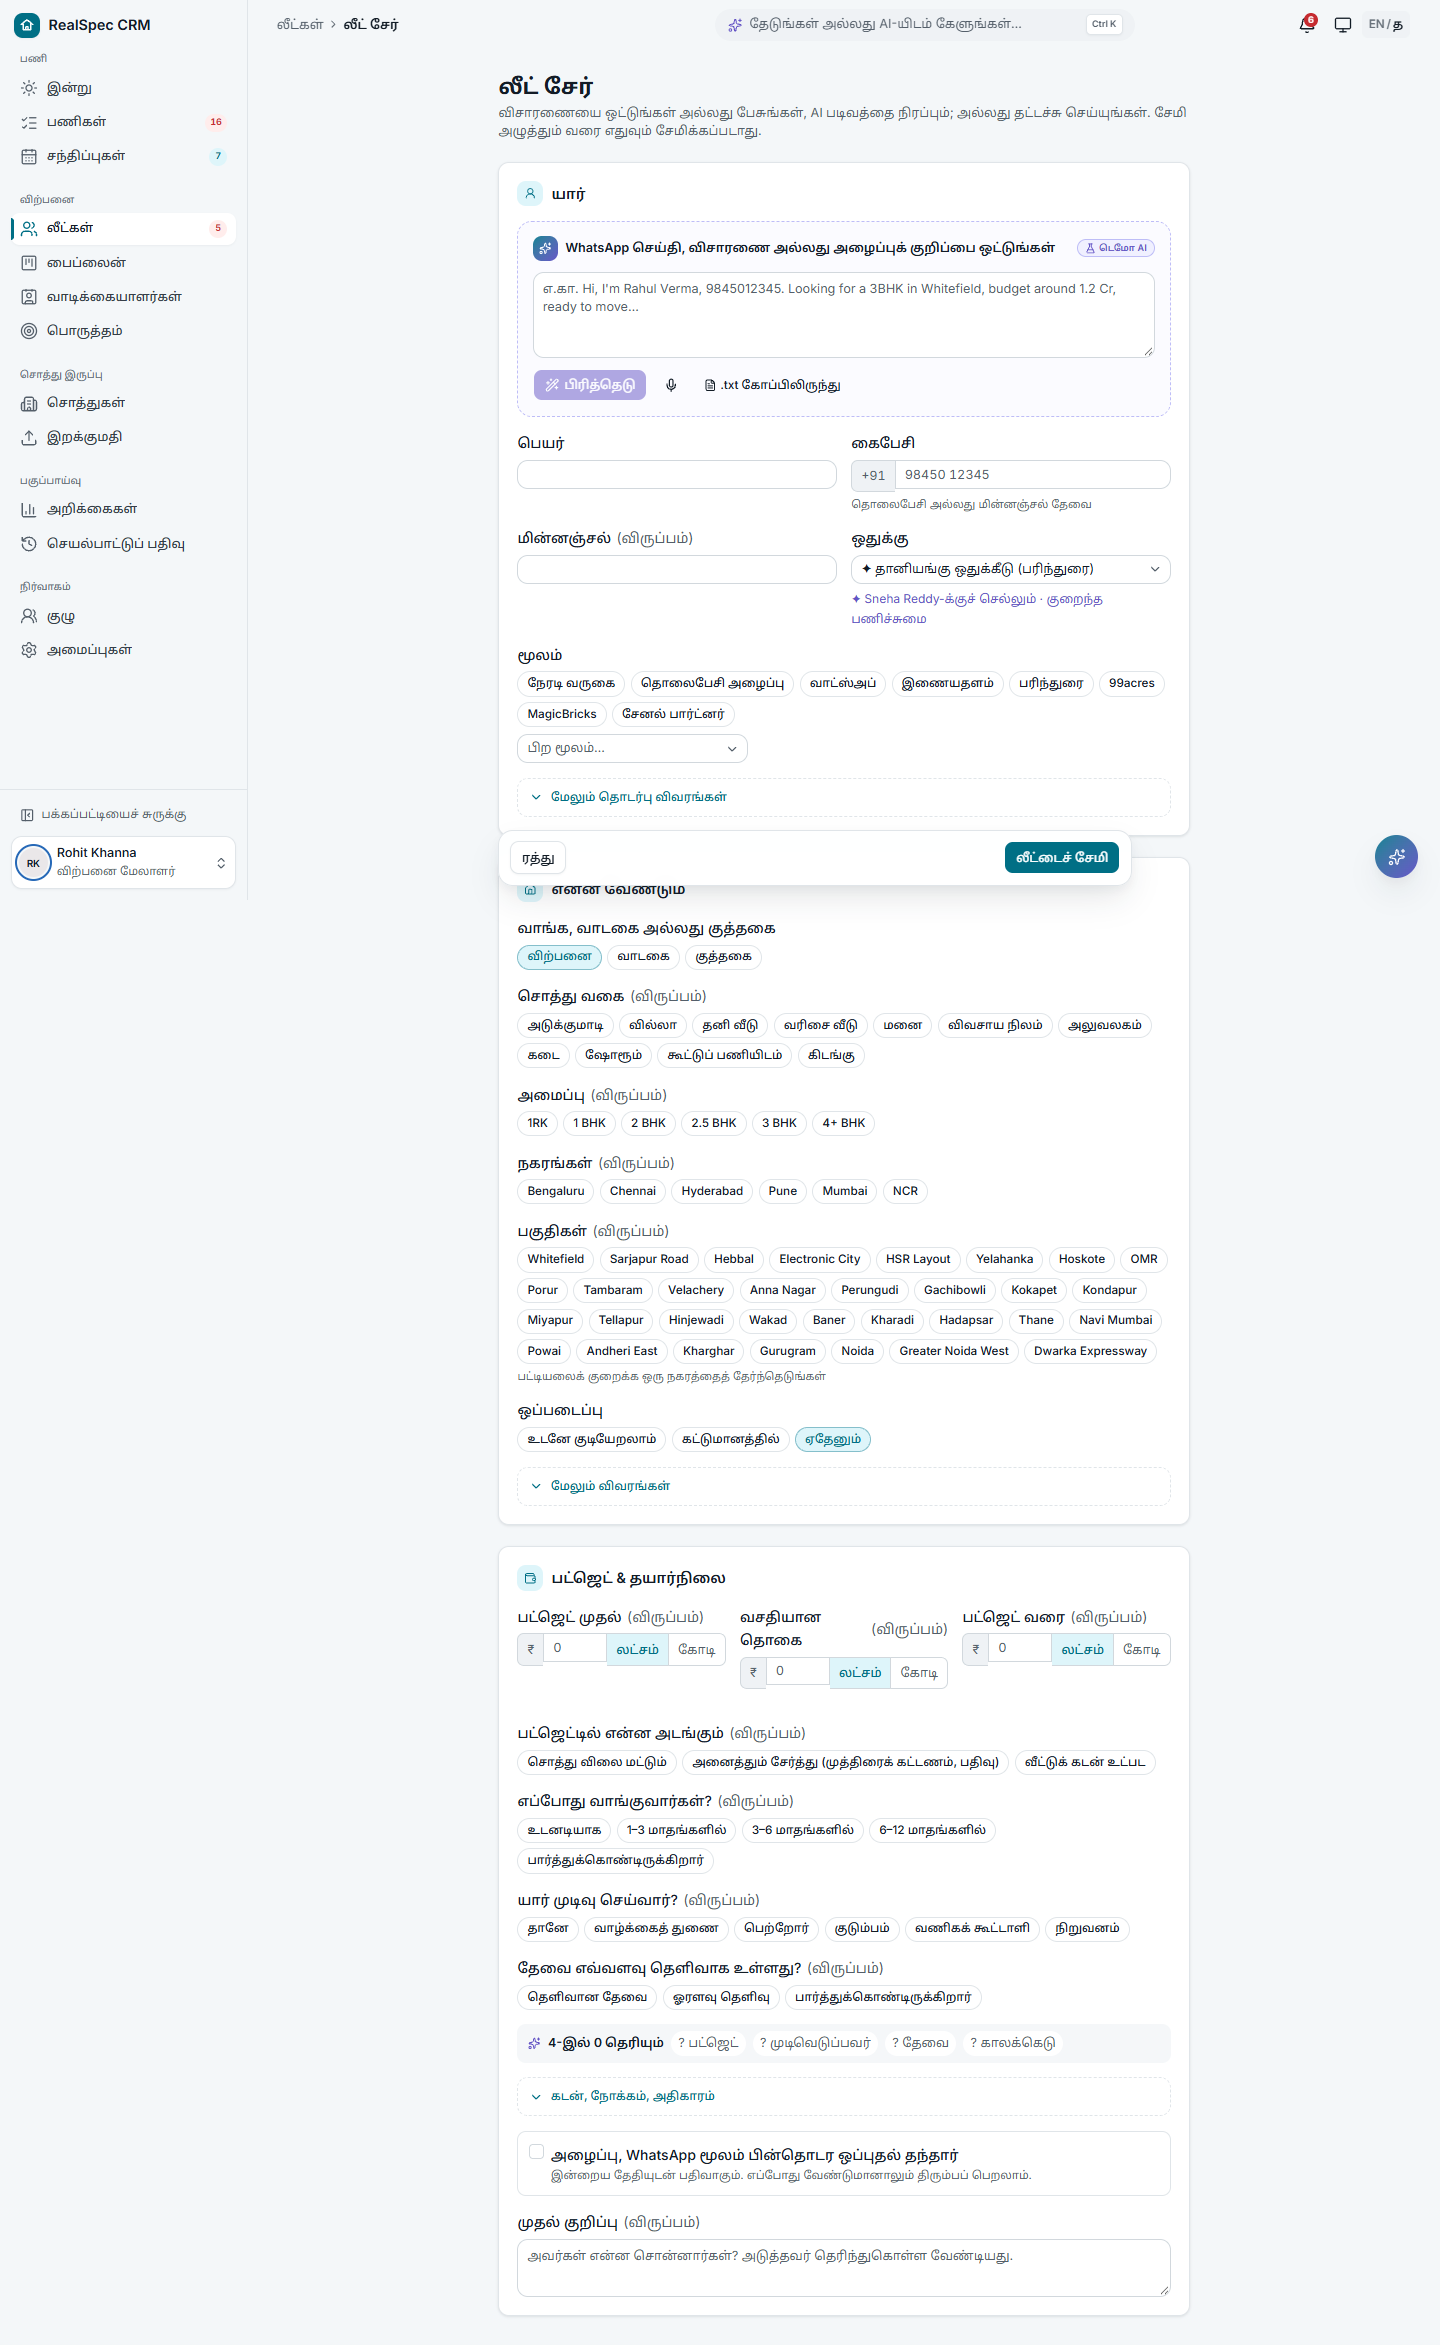 RealSpec CRM
பணி
இன்று
பணிகள் 16
சந்திப்புகள் 7
விற்பனை
லீட்கள் 5
பைப்லைன்
வாடிக்கையாளர்கள்
பொருத்தம்
சொத்து இருப்பு
சொத்துகள்
இறக்குமதி
பகுப்பாய்வு
அறிக்கைகள்
செயல்பாட்டுப் பதிவு
நிர்வாகம்
குழு
அமைப்புகள்
பக்கப்பட்டியைச் சுருக்கு
RK Rohit Khanna
விற்பனை மேலாளர்
லீட்கள் › லீட் சேர்
தேடுங்கள் அல்லது AI-யிடம் கேளுங்கள்... Ctrl K
6
EN / த
லீட் சேர்
விசாரணையை ஒட்டுங்கள் அல்லது பேசுங்கள், AI படிவத்தை நிரப்பும்; அல்லது தட்டச்சு செய்யுங்கள். சேமி
அழுத்தும் வரை எதுவும் சேமிக்கப்படாது.
யார்
WhatsApp செய்தி, விசாரணை அல்லது அழைப்புக் குறிப்பை ஒட்டுங்கள் டெமோ AI
எ.கா. Hi, I'm Rahul Verma, 9845012345. Looking for a 3BHK in Whitefield, budget around 1.2 Cr,
ready to move...
பிரித்தெடு .txt கோப்பிலிருந்து
பெயர் கைபேசி
+91 98450 12345
தொலைபேசி அல்லது மின்னஞ்சல் தேவை
மின்னஞ்சல் (விருப்பம்) ஒதுக்கு
✦ தானியங்கு ஒதுக்கீடு (பரிந்துரை)
✦ Sneha Reddy-க்குச் செல்லும் · குறைந்த
பணிச்சுமை
மூலம்
நேரடி வருகை தொலைபேசி அழைப்பு வாட்ஸ்அப் இணையதளம் பரிந்துரை 99acres
MagicBricks சேனல் பார்ட்னர்
பிற மூலம்...
மேலும் தொடர்பு விவரங்கள்
ரத்து லீட்டைச் சேமி
என்ன வேண்டும்
வாங்க, வாடகை அல்லது குத்தகை
விற்பனை வாடகை குத்தகை
சொத்து வகை (விருப்பம்)
அடுக்குமாடி வில்லா தனி வீடு வரிசை வீடு மனை விவசாய நிலம் அலுவலகம்
கடை ஷோரூம் கூட்டுப் பணியிடம் கிடங்கு
அமைப்பு (விருப்பம்)
1RK 1 BHK 2 BHK 2.5 BHK 3 BHK 4+ BHK
நகரங்கள் (விருப்பம்)
Bengaluru Chennai Hyderabad Pune Mumbai NCR
பகுதிகள் (விருப்பம்)
Whitefield Sarjapur Road Hebbal Electronic City HSR Layout Yelahanka Hoskote OMR
Porur Tambaram Velachery Anna Nagar Perungudi Gachibowli Kokapet Kondapur
Miyapur Tellapur Hinjewadi Wakad Baner Kharadi Hadapsar Thane Navi Mumbai
Powai Andheri East Kharghar Gurugram Noida Greater Noida West Dwarka Expressway
பட்டியலைக் குறைக்க ஒரு நகரத்தைத் தேர்ந்தெடுங்கள்
ஒப்படைப்பு
உடனே குடியேறலாம் கட்டுமானத்தில் ஏதேனும்
மேலும் விவரங்கள்
பட்ஜெட் & தயார்நிலை
பட்ஜெட் முதல் (விருப்பம்) வசதியான தொகை (விருப்பம்) பட்ஜெட் வரை (விருப்பம்)
₹ 0 லட்சம் கோடி ₹ 0 லட்சம் கோடி ₹ 0 லட்சம் கோடி
பட்ஜெட்டில் என்ன அடங்கும் (விருப்பம்)
சொத்து விலை மட்டும் அனைத்தும் சேர்த்து (முத்திரைக் கட்டணம், பதிவு) வீட்டுக் கடன் உட்பட
எப்போது வாங்குவார்கள்? (விருப்பம்)
உடனடியாக 1–3 மாதங்களில் 3–6 மாதங்களில் 6–12 மாதங்களில்
பார்த்துக்கொண்டிருக்கிறார்
யார் முடிவு செய்வார்? (விருப்பம்)
தானே வாழ்க்கைத் துணை பெற்றோர் குடும்பம் வணிகக் கூட்டாளி நிறுவனம்
தேவை எவ்வளவு தெளிவாக உள்ளது? (விருப்பம்)
தெளிவான தேவை ஓரளவு தெளிவு பார்த்துக்கொண்டிருக்கிறார்
4-இல் 0 தெரியும் ? பட்ஜெட் ? முடிவெடுப்பவர் ? தேவை ? காலக்கெடு
கடன், நோக்கம், அதிகாரம்
அழைப்பு, WhatsApp மூலம் பின்தொடர ஒப்புதல் தந்தார்
இன்றைய தேதியுடன் பதிவாகும். எப்போது வேண்டுமானாலும் திரும்பப் பெறலாம்.
முதல் குறிப்பு (விருப்பம்)
அவர்கள் என்ன சொன்னார்கள்? அடுத்தவர் தெரிந்துகொள்ள வேண்டியது.